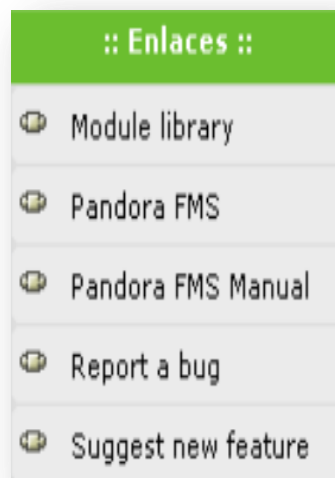 :: Enlaces ::
Module library
Pandora FMS
Pandora FMS Manual
Report a bug
Suggest new feature